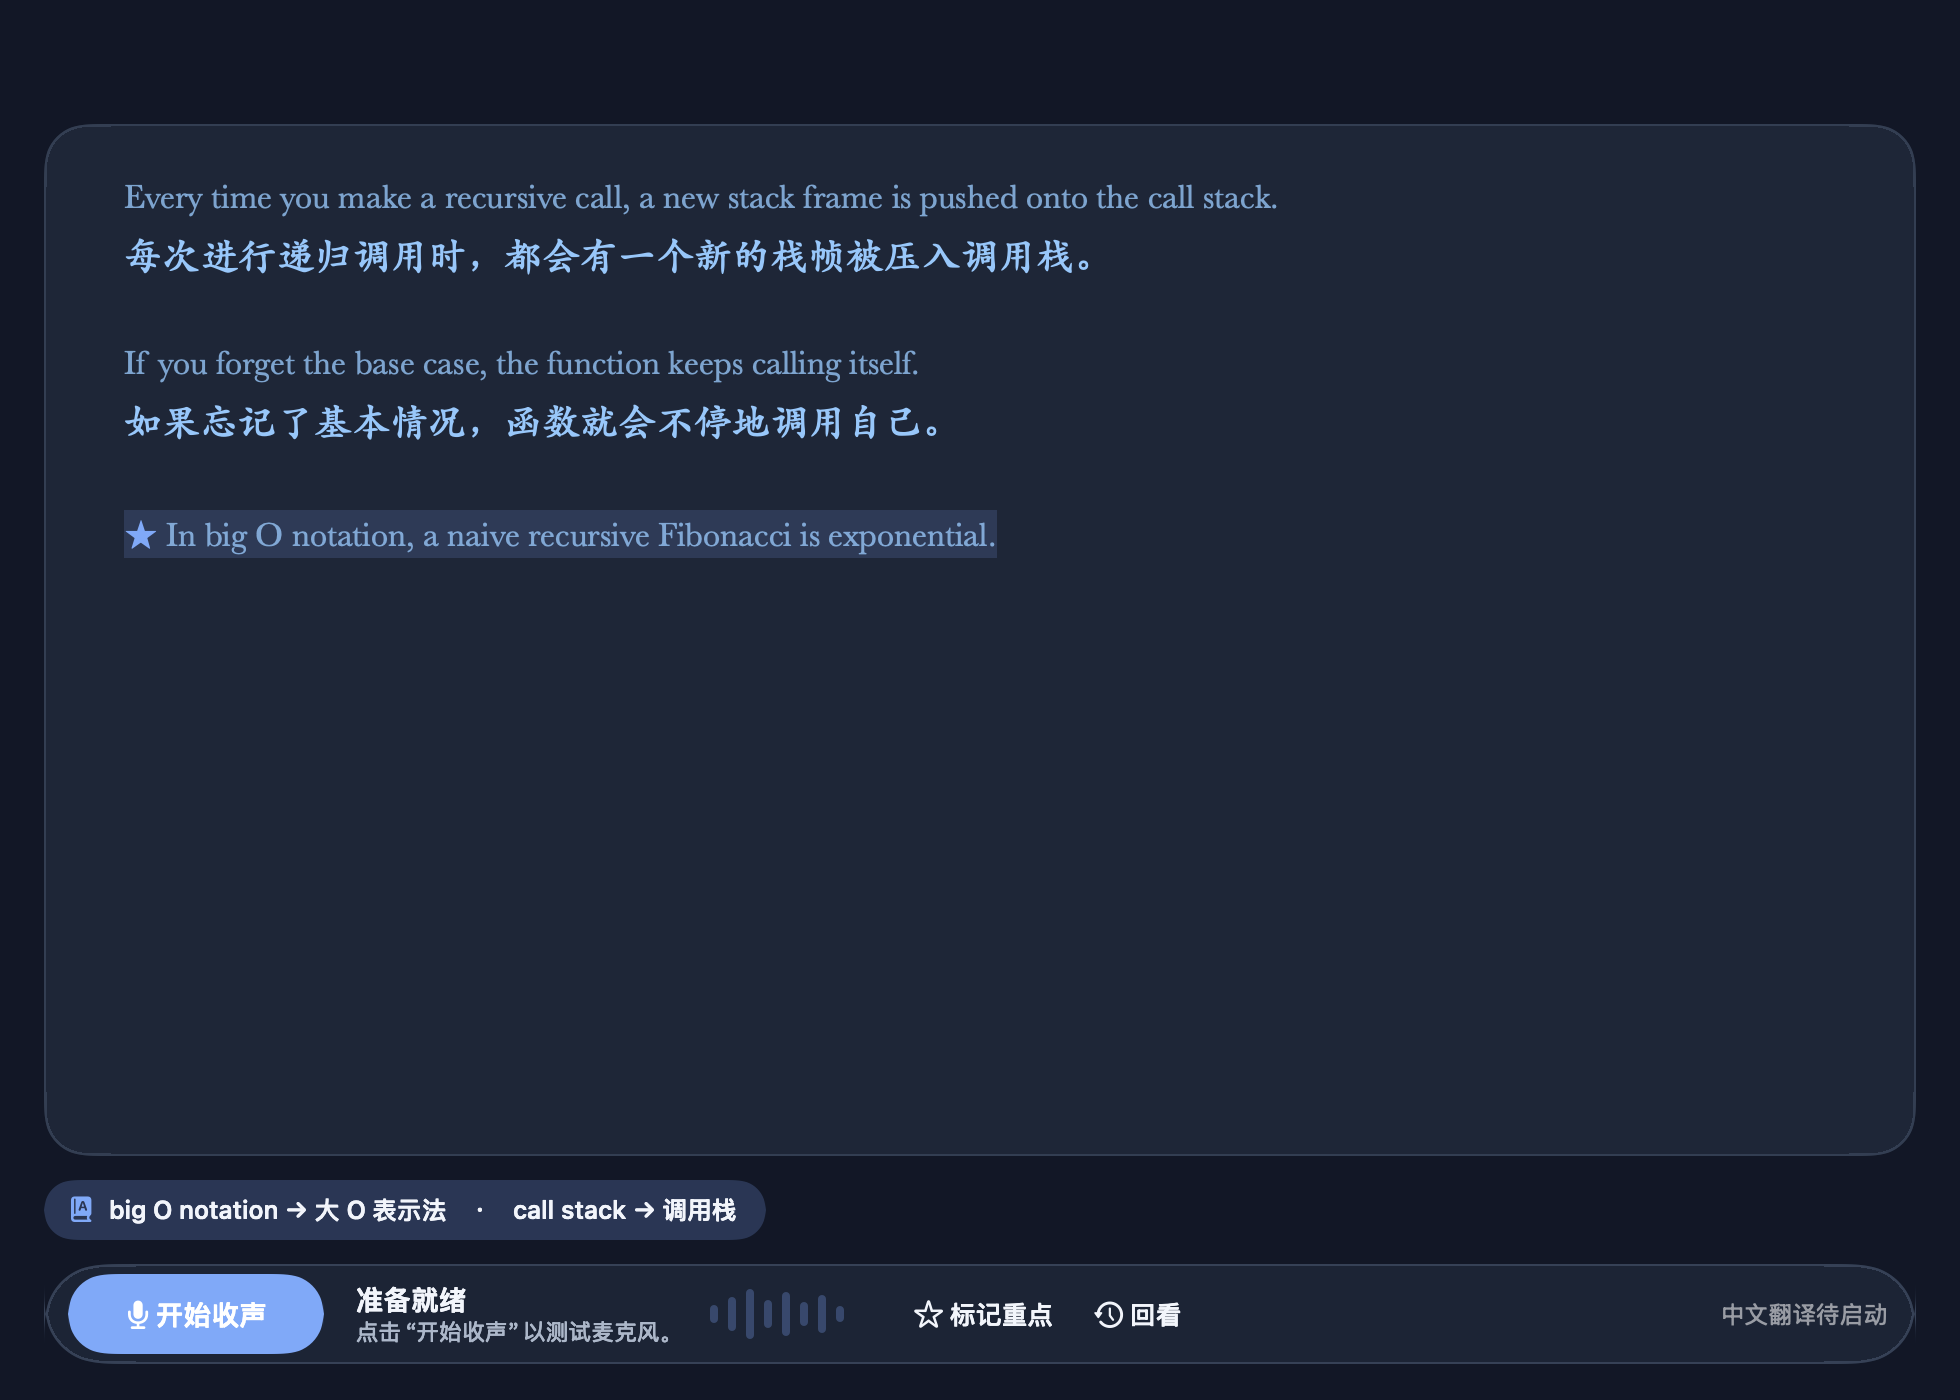 Every time you make a recursive call, a new stack frame is pushed onto the call stack.
每次进行递归调用时，都会有一个新的栈帧被压入调用栈。
If you forget the base case, the function keeps calling itself.
如果忘记了基本情况，函数就会不停地调用自己。
★ In big O notation, a naive recursive Fibonacci is exponential.
big O notation → 大 O 表示法 · call stack → 调用栈
开始收声
准备就绪
点击“开始收声”以测试麦克风。
标记重点
回看
中文翻译待启动